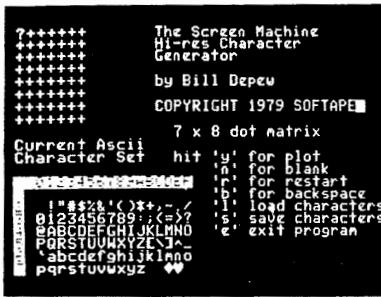 ?++++++
+++++++
+++++++
+++++++
+++++++
+++++++
+++++++
+++++++
The Screen Machine
Hi-res Character
Generator
by Bill Depew
COPYRIGHT 1979 SOFTAPE
7 x 8 dot matrix
Current Ascii
Character Set
hit 'y' for plot
'n' for blank
'r' for restart
'b' for backspace
'l' load characters
's' save characters
'e' exit program
!"#$%&'()*+,-./
0123456789:;<=>?
@ABCDEFGHIJKLMNO
PQRSTUVWXYZ[\]^_
`abcdefghijklmno
pqrstuvwxyz